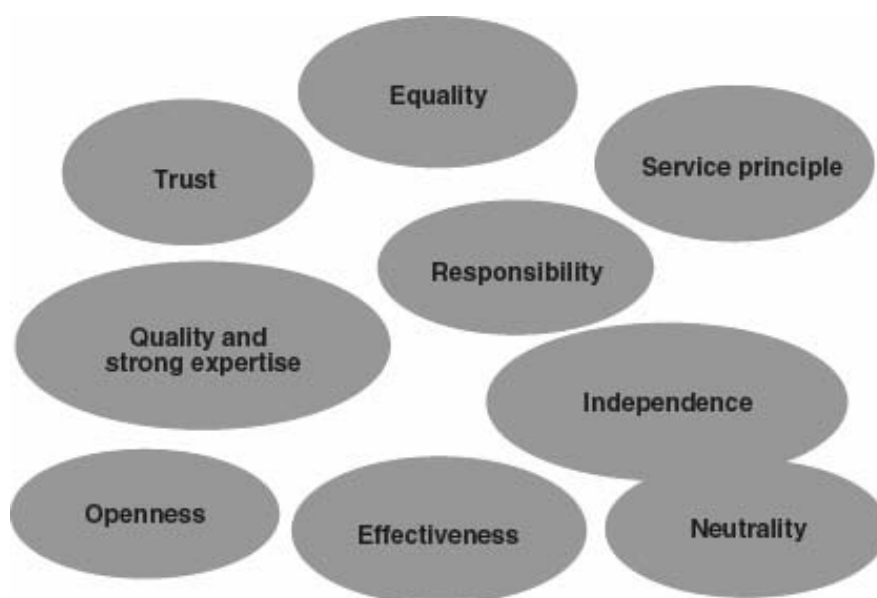 Equality
Trust
Service principle
Responsibility
Quality and
strong expertise
Independence
Openness
Effectiveness
Neutrality